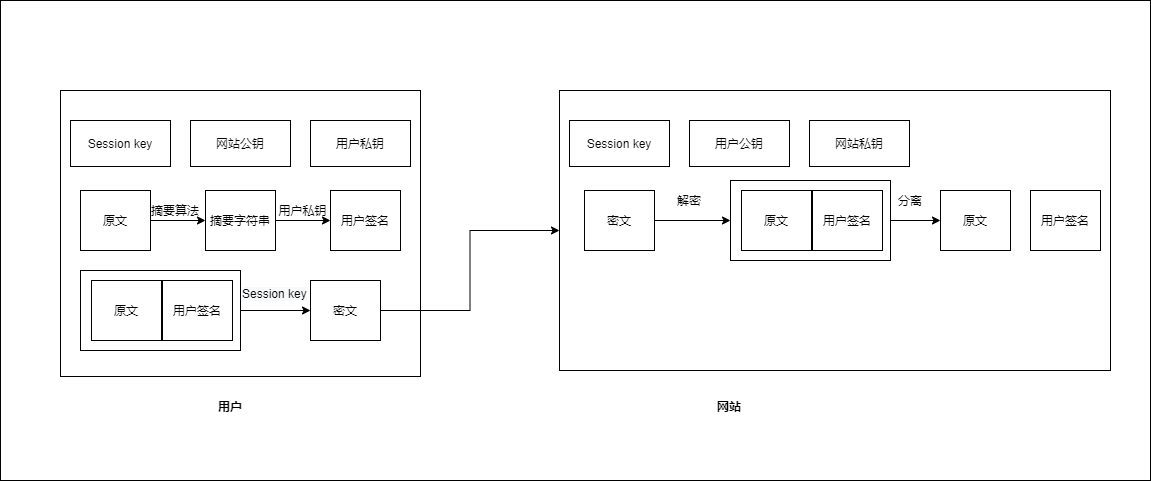 Session key
网站公钥
用户私钥
Session key
用户公钥
网站私钥
原文
摘要算法
摘要字符串
用户私钥
用户签名
密文
解密
原文
用户签名
分离
原文
用户签名
原文
用户签名
Session key
密文
用户
网站